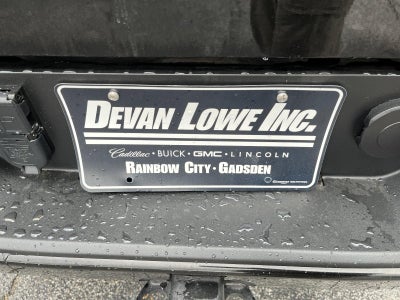 DEVAN LOWE INC.
Cadillac · BUICK · GMC · LINCOLN
RAINBOW CITY · GADSDEN